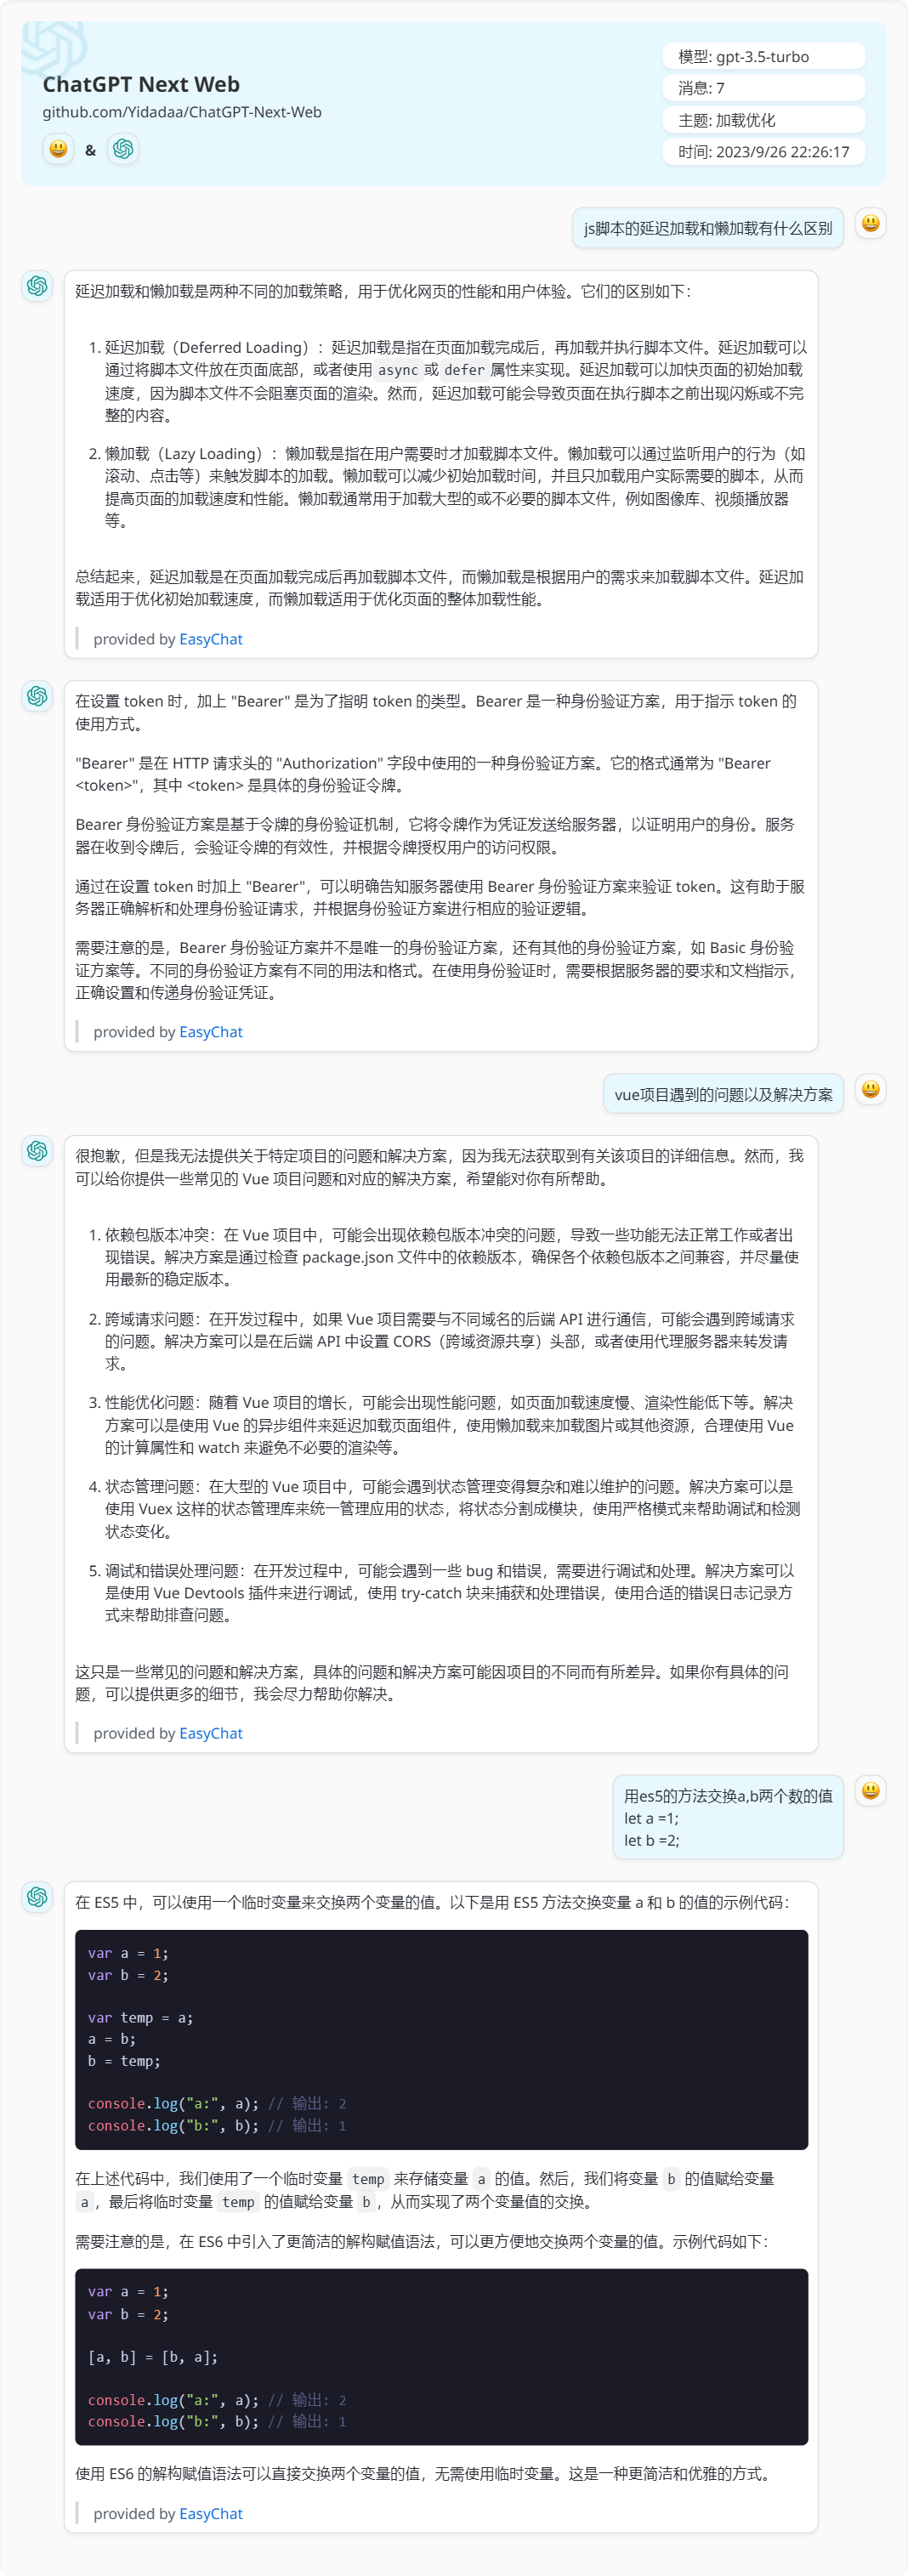 ChatGPT Next Web
github.com/Yidadaa/ChatGPT-Next-Web
&
模型: gpt-3.5-turbo
消息: 7
主题: 加载优化
时间: 2023/9/26 22:26:17
js脚本的延迟加载和懒加载有什么区别
延迟加载和懒加载是两种不同的加载策略，用于优化网页的性能和用户体验。它们的区别如下：
1. 延迟加载（Deferred Loading）：延迟加载是指在页面加载完成后，再加载并执行脚本文件。延迟加载可以
通过将脚本文件放在页面底部，或者使用 async 或 defer 属性来实现。延迟加载可以加快页面的初始加载
速度，因为脚本文件不会阻塞页面的渲染。然而，延迟加载可能会导致页面在执行脚本之前出现闪烁或不完
整的内容。
2. 懒加载（Lazy Loading）：懒加载是指在用户需要时才加载脚本文件。懒加载可以通过监听用户的行为（如
滚动、点击等）来触发脚本的加载。懒加载可以减少初始加载时间，并且只加载用户实际需要的脚本，从而
提高页面的加载速度和性能。懒加载通常用于加载大型的或不必要的脚本文件，例如图像库、视频播放器
等。
总结起来，延迟加载是在页面加载完成后再加载脚本文件，而懒加载是根据用户的需求来加载脚本文件。延迟加
载适用于优化初始加载速度，而懒加载适用于优化页面的整体加载性能。
provided by EasyChat
在设置 token 时，加上 "Bearer" 是为了指明 token 的类型。Bearer 是一种身份验证方案，用于指示 token 的
使用方式。
"Bearer" 是在 HTTP 请求头的 "Authorization" 字段中使用的一种身份验证方案。它的格式通常为 "Bearer
<token>"，其中 <token> 是具体的身份验证令牌。
Bearer 身份验证方案是基于令牌的身份验证机制，它将令牌作为凭证发送给服务器，以证明用户的身份。服务
器在收到令牌后，会验证令牌的有效性，并根据令牌授权用户的访问权限。
通过在设置 token 时加上 "Bearer"，可以明确告知服务器使用 Bearer 身份验证方案来验证 token。这有助于服
务器正确解析和处理身份验证请求，并根据身份验证方案进行相应的验证逻辑。
需要注意的是，Bearer 身份验证方案并不是唯一的身份验证方案，还有其他的身份验证方案，如 Basic 身份验
证方案等。不同的身份验证方案有不同的用法和格式。在使用身份验证时，需要根据服务器的要求和文档指示，
正确设置和传递身份验证凭证。
provided by EasyChat
vue项目遇到的问题以及解决方案
很抱歉，但是我无法提供关于特定项目的问题和解决方案，因为我无法获取到有关该项目的详细信息。然而，我
可以给你提供一些常见的 Vue 项目问题和对应的解决方案，希望能对你有所帮助。
1. 依赖包版本冲突：在 Vue 项目中，可能会出现依赖包版本冲突的问题，导致一些功能无法正常工作或者出
现错误。解决方案是通过检查 package.json 文件中的依赖版本，确保各个依赖包版本之间兼容，并尽量使
用最新的稳定版本。
2. 跨域请求问题：在开发过程中，如果 Vue 项目需要与不同域名的后端 API 进行通信，可能会遇到跨域请求
的问题。解决方案可以是在后端 API 中设置 CORS（跨域资源共享）头部，或者使用代理服务器来转发请
求。
3. 性能优化问题：随着 Vue 项目的增长，可能会出现性能问题，如页面加载速度慢、渲染性能低下等。解决
方案可以是使用 Vue 的异步组件来延迟加载页面组件，使用懒加载来加载图片或其他资源，合理使用 Vue
的计算属性和 watch 来避免不必要的渲染等。
4. 状态管理问题：在大型的 Vue 项目中，可能会遇到状态管理变得复杂和难以维护的问题。解决方案可以是
使用 Vuex 这样的状态管理库来统一管理应用的状态，将状态分割成模块，使用严格模式来帮助调试和检测
状态变化。
5. 调试和错误处理问题：在开发过程中，可能会遇到一些 bug 和错误，需要进行调试和处理。解决方案可以
是使用 Vue Devtools 插件来进行调试，使用 try-catch 块来捕获和处理错误，使用合适的错误日志记录方
式来帮助排查问题。
这只是一些常见的问题和解决方案，具体的问题和解决方案可能因项目的不同而有所差异。如果你有具体的问
题，可以提供更多的细节，我会尽力帮助你解决。
provided by EasyChat
用es5的方法交换a,b两个数的值
let a =1;
let b =2;
在 ES5 中，可以使用一个临时变量来交换两个变量的值。以下是用 ES5 方法交换变量 a 和 b 的值的示例代码：
var a = 1;
var b = 2;
var temp = a;
a = b;
b = temp;
console.log("a:", a); // 输出: 2
console.log("b:", b); // 输出: 1
在上述代码中，我们使用了一个临时变量 temp 来存储变量 a 的值。然后，我们将变量 b 的值赋给变量
a，最后将临时变量 temp 的值赋给变量 b，从而实现了两个变量值的交换。
需要注意的是，在 ES6 中引入了更简洁的解构赋值语法，可以更方便地交换两个变量的值。示例代码如下：
var a = 1;
var b = 2;
[a, b] = [b, a];
console.log("a:", a); // 输出: 2
console.log("b:", b); // 输出: 1
使用 ES6 的解构赋值语法可以直接交换两个变量的值，无需使用临时变量。这是一种更简洁和优雅的方式。
provided by EasyChat